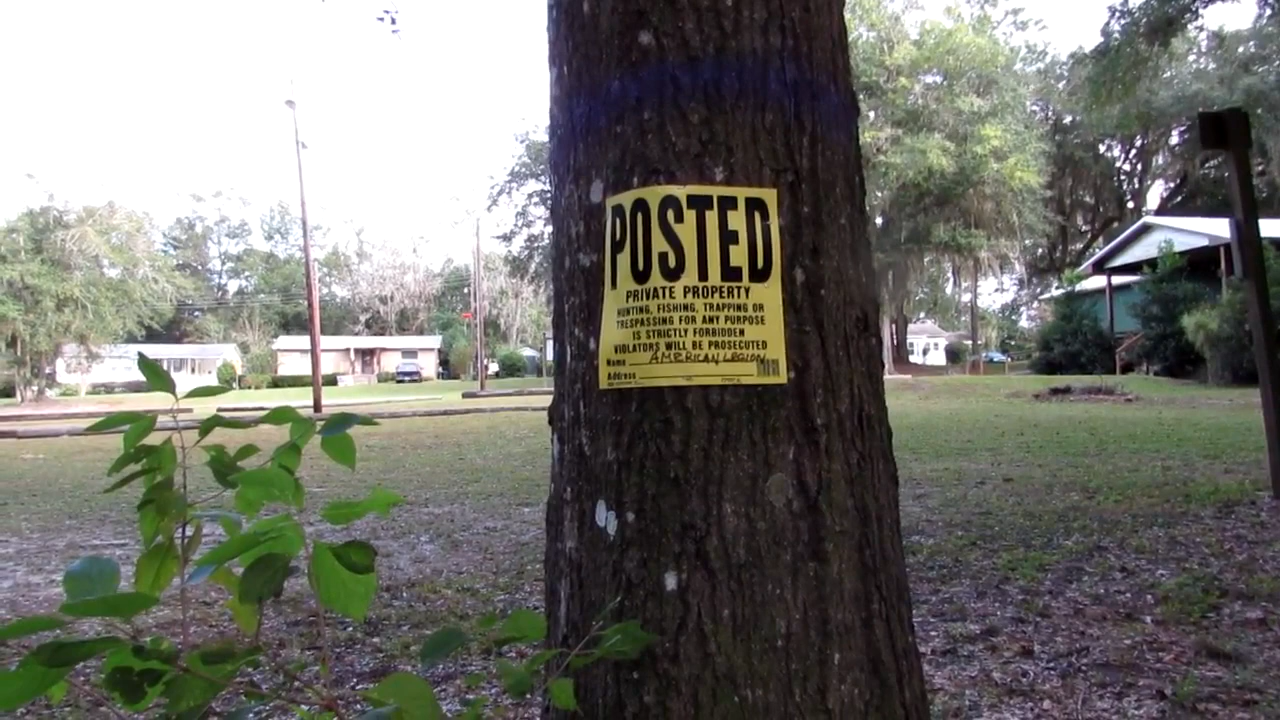 POSTED
PRIVATE PROPERTY
HUNTING, FISHING, TRAPPING OR
TRESPASSING FOR ANY PURPOSE
IS STRICTLY FORBIDDEN
VIOLATORS WILL BE PROSECUTED
Name AMERICAN LEGION
Address